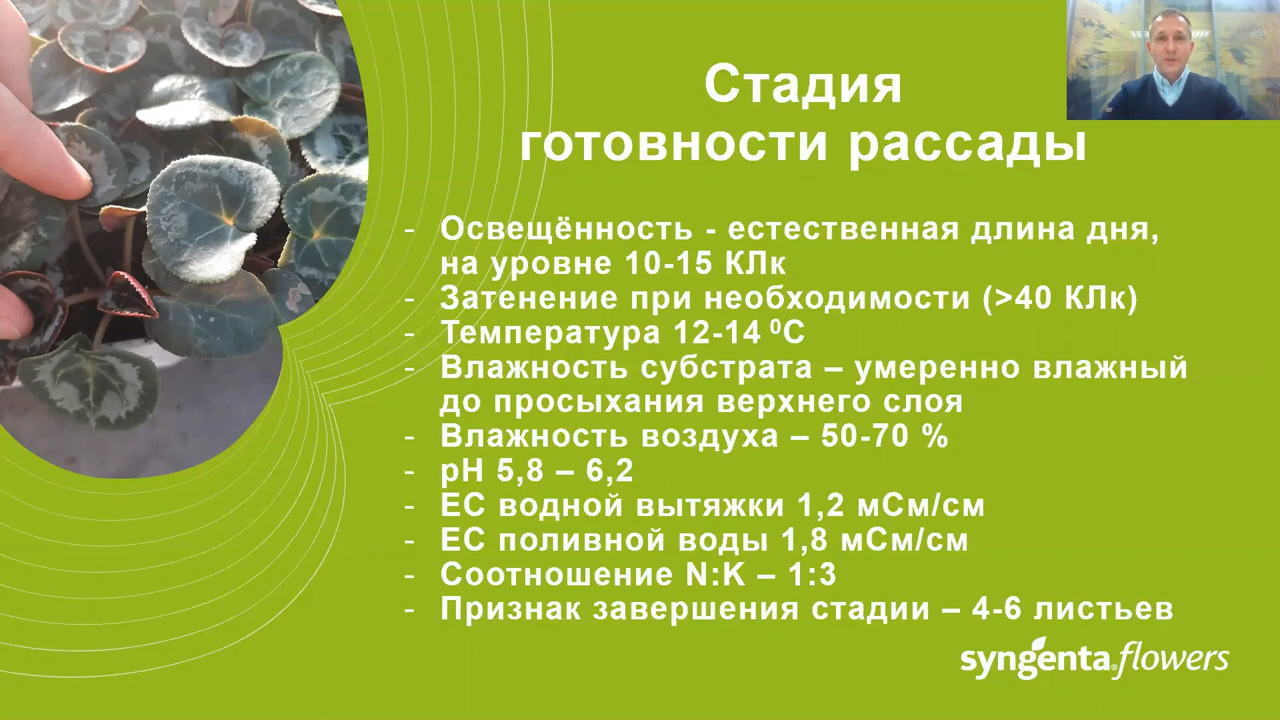 Стадия
готовности рассады
- Освещённость - естественная длина дня,
на уровне 10-15 КЛк
- Затенение при необходимости (>40 КЛк)
- Температура 12-14 ⁰С
- Влажность субстрата – умеренно влажный
до просыхания верхнего слоя
- Влажность воздуха – 50-70 %
- pH 5,8 – 6,2
- ЕС водной вытяжки 1,2 мСм/см
- ЕС поливной воды 1,8 мСм/см
- Соотношение N:K – 1:3
- Признак завершения стадии – 4-6 листьев
syngenta® flowers